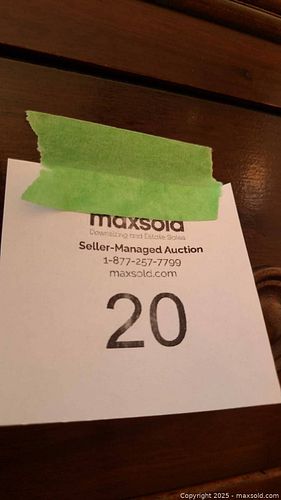 maxsold
Downsizing and Estate Sales
Seller-Managed Auction
1-877-257-7799
maxsold.com
20
Copyright 2025 - maxsold.com